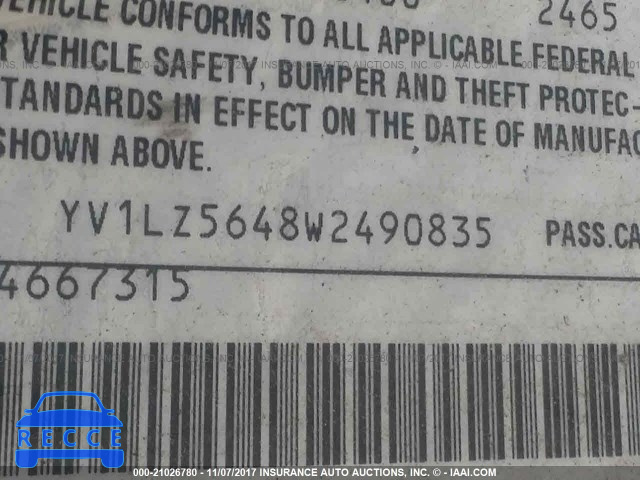 2465
VEHICLE CONFORMS TO ALL APPLICABLE FEDERAL
R VEHICLE SAFETY, BUMPER AND THEFT PROTEC-
TANDARDS IN EFFECT ON THE DATE OF MANUFAC
SHOWN ABOVE.
YV1LZ5648W2490835 PASS.CA
4667315
RECCE
000-21026780 - 11/07/2017 INSURANCE AUTO AUCTIONS, INC. © - IAAI.COM